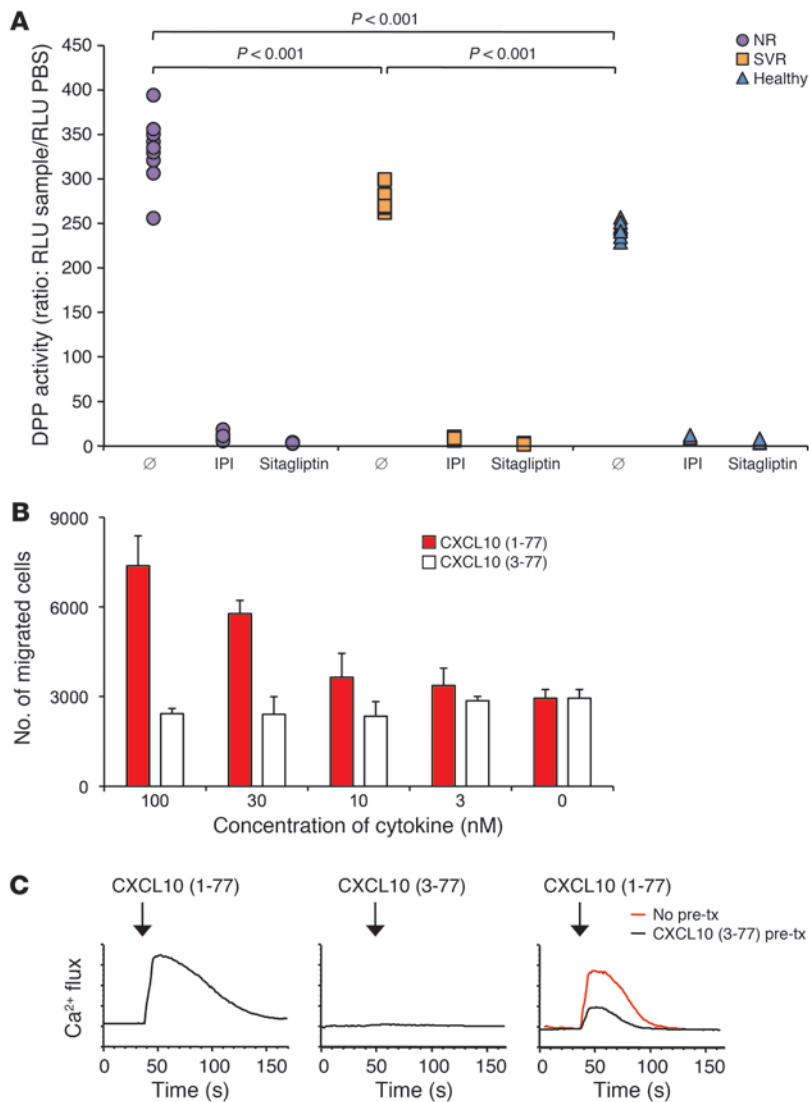 A
P < 0.001
P < 0.001
P < 0.001
NR
SVR
Healthy
DPP activity (ratio: RLU sample/RLU PBS)
450
400
350
300
250
200
150
100
50
0
∅ IPI Sitagliptin ∅ IPI Sitagliptin ∅ IPI Sitagliptin
B
CXCL10 (1-77)
CXCL10 (3-77)
No. of migrated cells
9000
6000
3000
0
100 30 10 3 0
Concentration of cytokine (nM)
C
CXCL10 (1-77) CXCL10 (3-77) CXCL10 (1-77)
No pre-tx
CXCL10 (3-77) pre-tx
Ca²⁺ flux
0 50 100 150 0 50 100 150 0 50 100 150
Time (s) Time (s) Time (s)